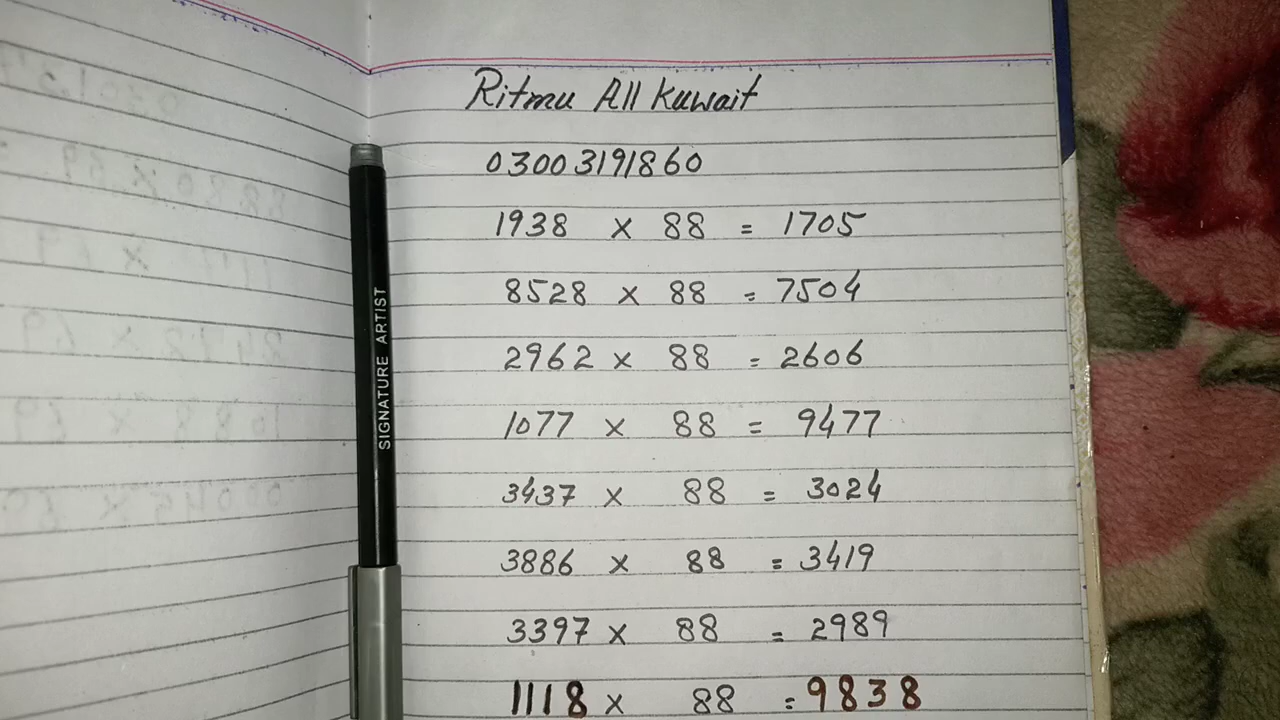 Ritmu All Kuwait
03003191860
1938 x 88 = 1705
8528 x 88 = 7504
2962 x 88 = 2606
1077 x 88 = 9477
3437 x 88 = 3024
3886 x 88 = 3419
3397 x 88 = 2989
1118 x 88 = 9838
SIGNATURE ARTIST